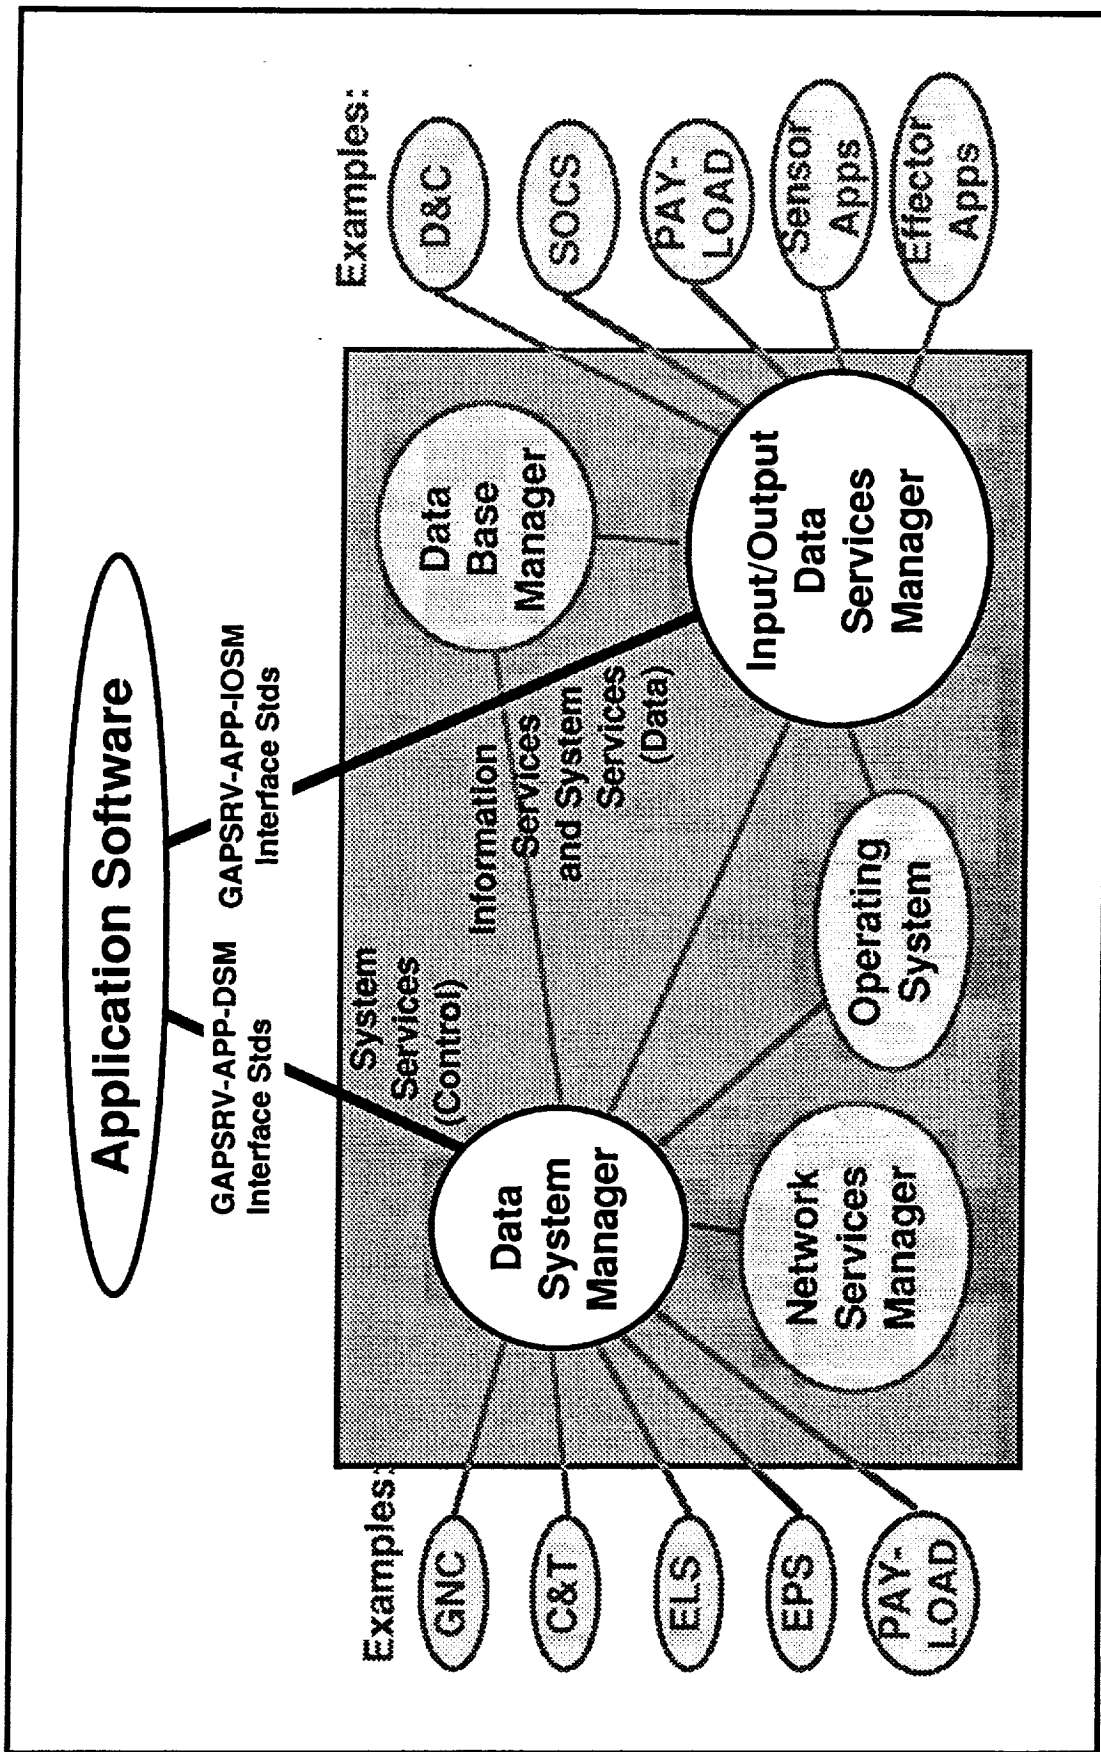 Application Software
GAPSRV-APP-DSM
Interface Stds
GAPSRV-APP-IOSM
Interface Stds
Examples:
GNC
C&T
ELS
EPS
PAY-
LOAD
System
Services
(Control)
Information
Services
and System
Services
(Data)
Data
System
Manager
Data
Base
Manager
Network
Services
Manager
Operating
System
Input/Output
Data
Services
Manager
Examples:
D&C
SOCS
PAY-
LOAD
Sensor
Apps
Effector
Apps